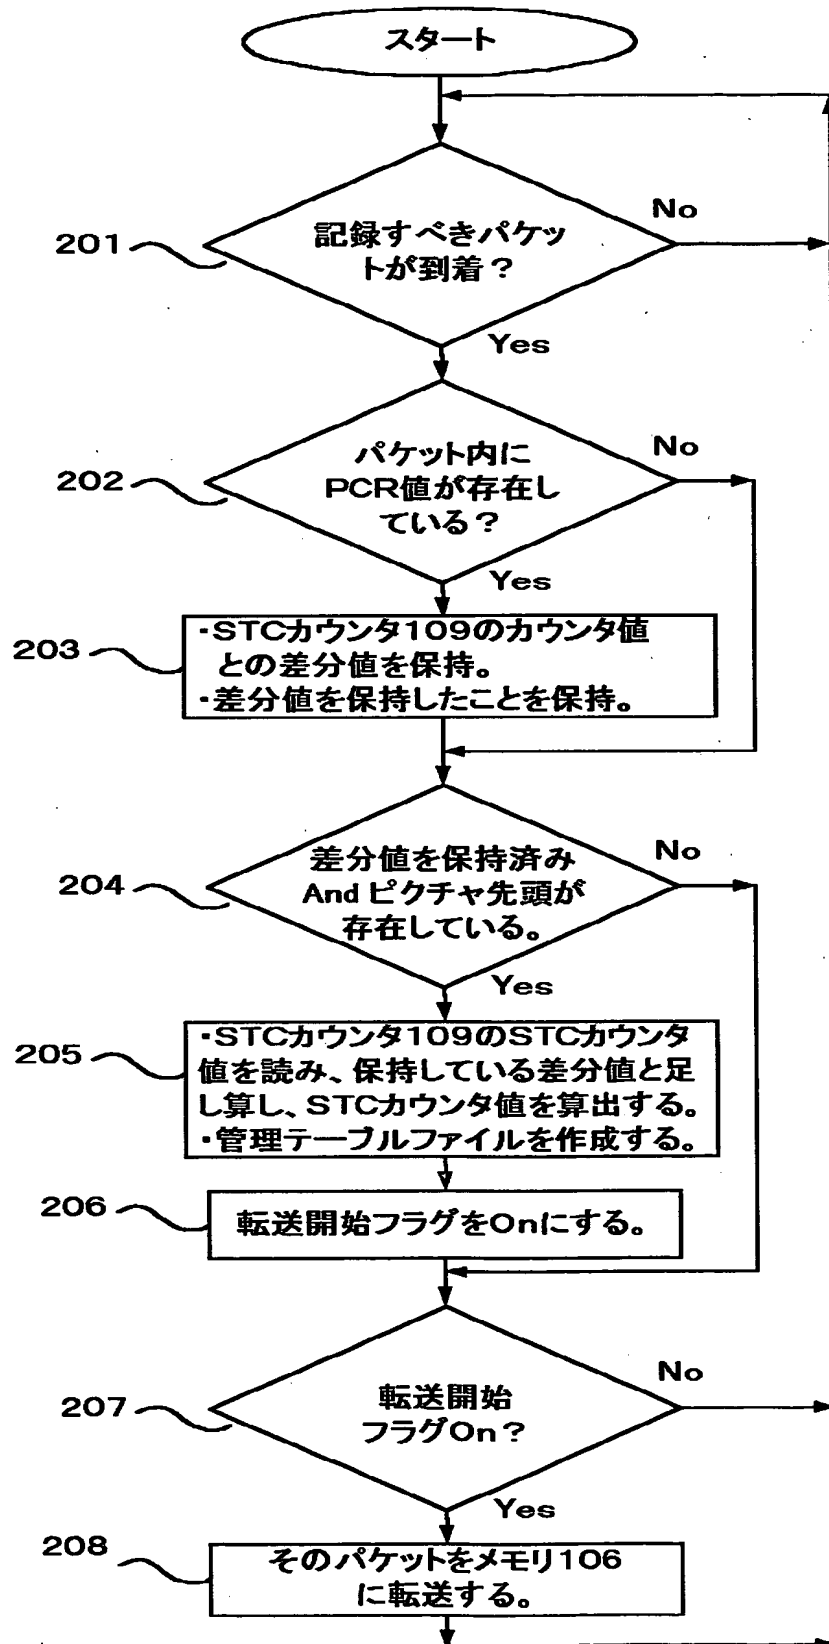 スタート
記録すべきパケッ
トが到着？
No
201
Yes
パケット内に
PCR値が存在し
ている？
No
202
Yes
・STCカウンタ109のカウンタ値
との差分値を保持。
・差分値を保持したことを保持。
203
差分値を保持済み
And ピクチャ先頭が
存在している。
No
204
Yes
・STCカウンタ109のSTCカウンタ
値を読み、保持している差分値と足
し算し、STCカウンタ値を算出する。
・管理テーブルファイルを作成する。
205
206
転送開始フラグをOnにする。
転送開始
フラグOn？
No
207
Yes
208
そのパケットをメモリ106
に転送する。